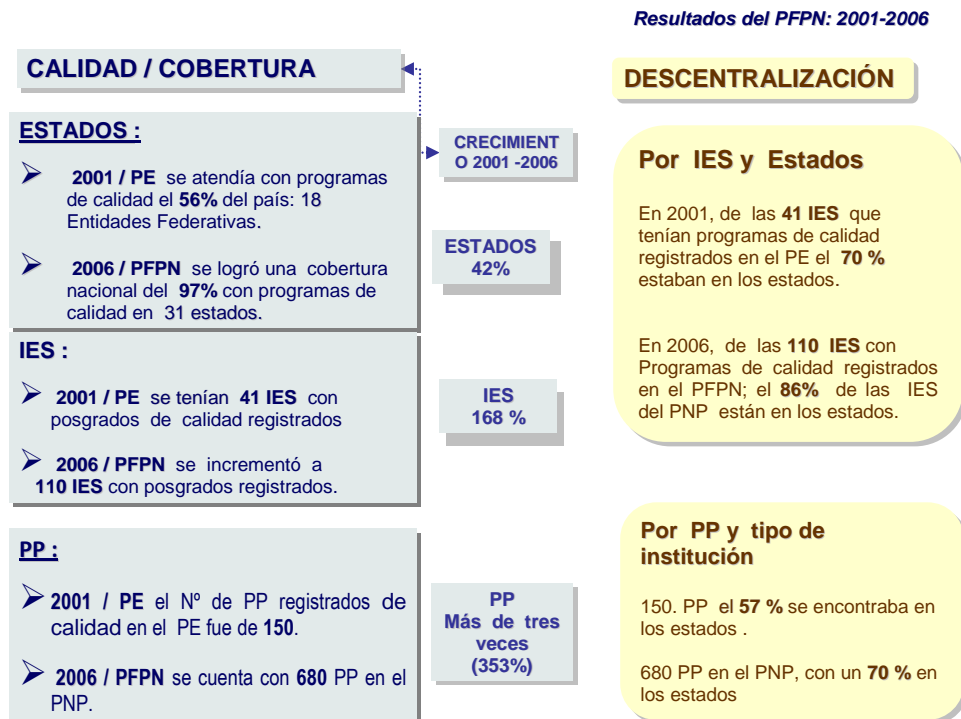 Resultados del PFPN: 2001-2006
CALIDAD / COBERTURA
ESTADOS :
➢ 2001 / PE se atendía con programas
de calidad el 56% del país: 18
Entidades Federativas.
➢ 2006 / PFPN se logró una cobertura
nacional del 97% con programas de
calidad en 31 estados.
IES :
➢ 2001 / PE se tenían 41 IES con
posgrados de calidad registrados
➢ 2006 / PFPN se incrementó a
110 IES con posgrados registrados.
PP :
➢ 2001 / PE el Nº de PP registrados de
calidad en el PE fue de 150.
➢ 2006 / PFPN se cuenta con 680 PP en el
PNP.
CRECIMIENT
O 2001 -2006
ESTADOS
42%
IES
168 %
PP
Más de tres
veces
(353%)
DESCENTRALIZACIÓN
Por IES y Estados
En 2001, de las 41 IES que
tenían programas de calidad
registrados en el PE el 70 %
estaban en los estados.
En 2006, de las 110 IES con
Programas de calidad registrados
en el PFPN; el 86% de las IES
del PNP están en los estados.
Por PP y tipo de
institución
150. PP el 57 % se encontraba en
los estados .
680 PP en el PNP, con un 70 % en
los estados